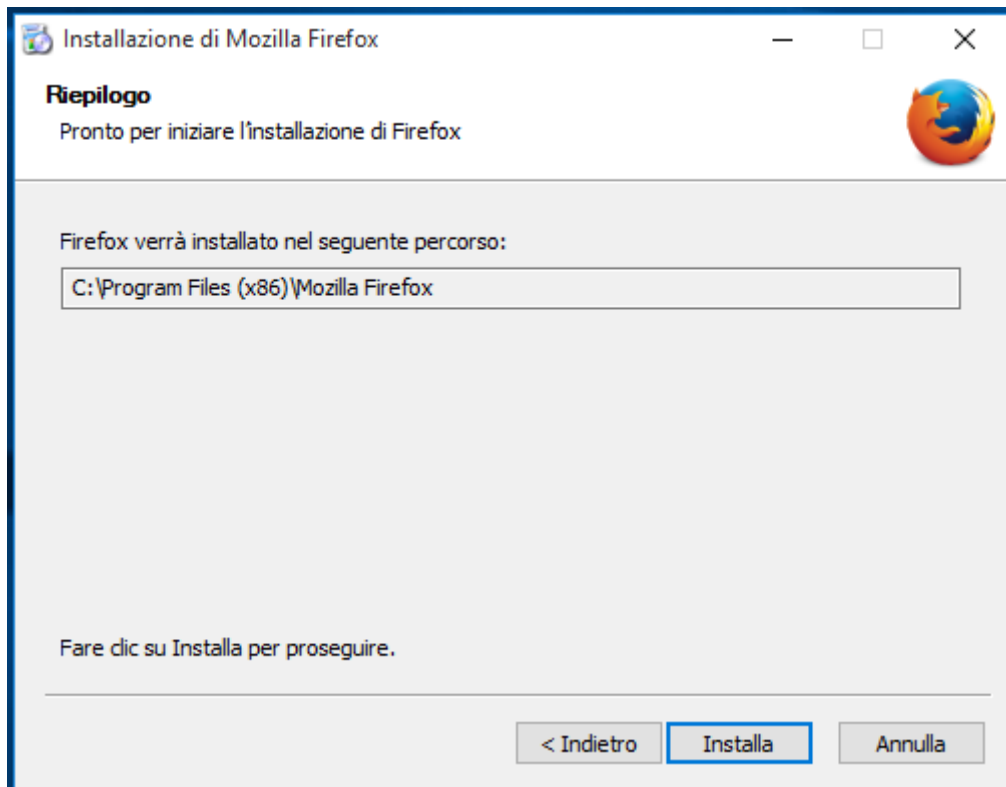 Installazione di Mozilla Firefox
Riepilogo
Pronto per iniziare l'installazione di Firefox
Firefox verrà installato nel seguente percorso:
C:\Program Files (x86)\Mozilla Firefox
Fare clic su Installa per proseguire.
< Indietro
Installa
Annulla